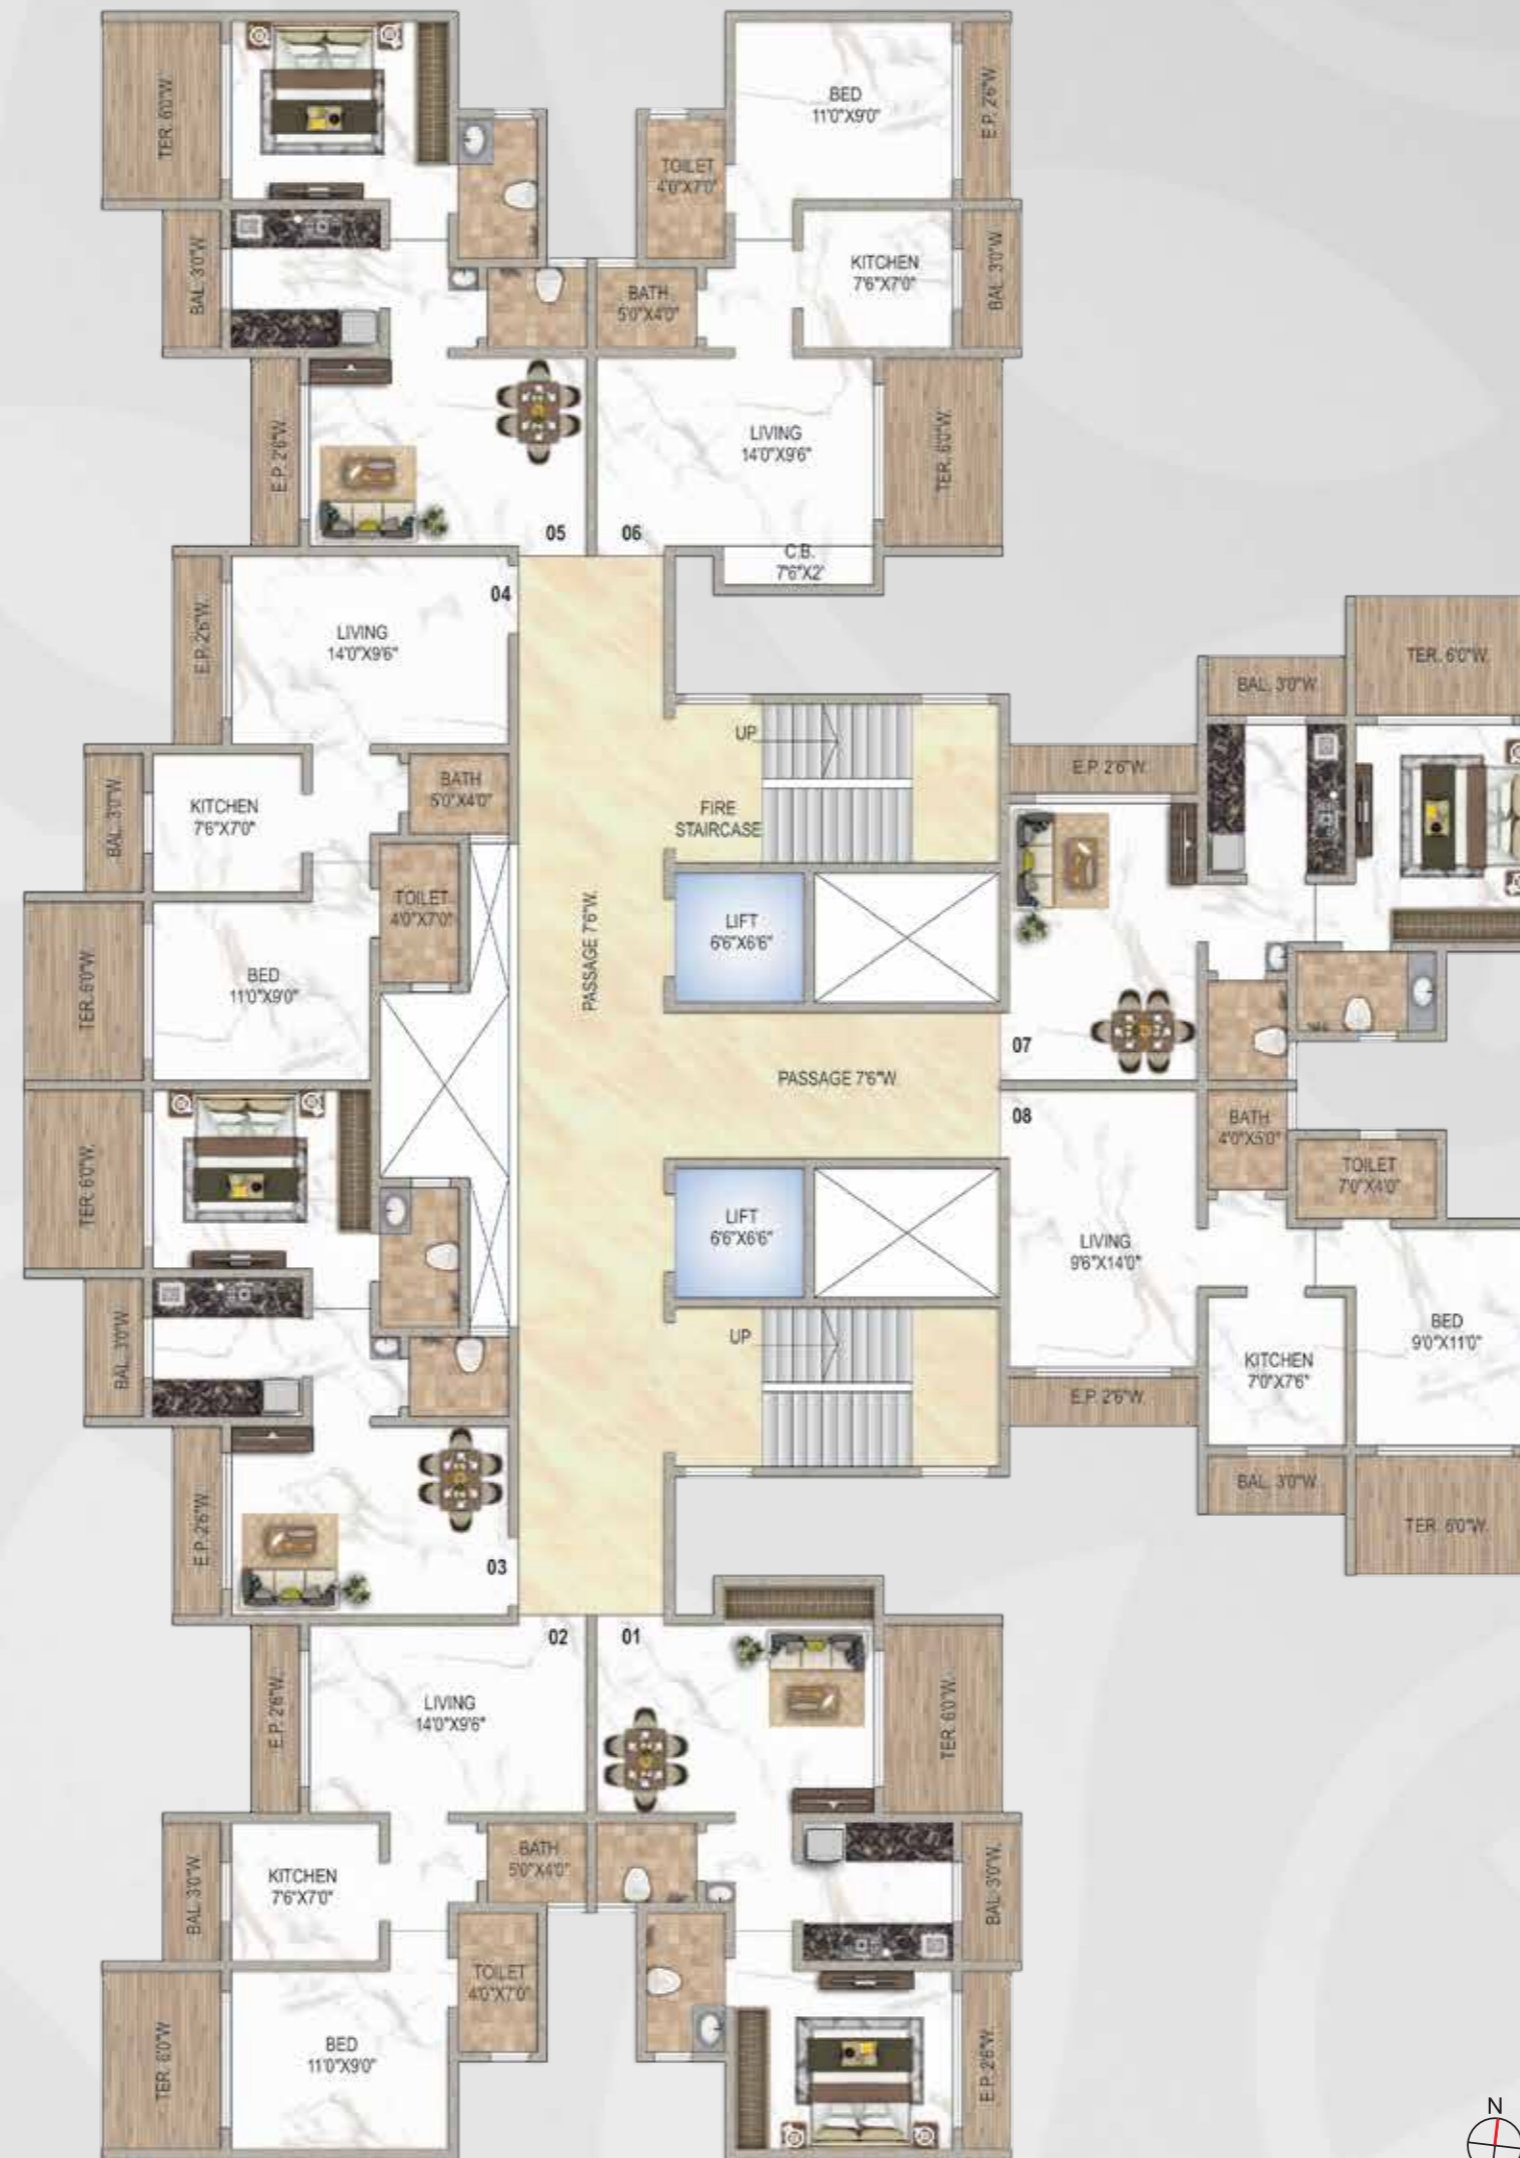 TER. 6'0"W.
BED
11'0"X9'0"
E.P. 2'6"W.
TOILET
4'0"X7'0"
BAL. 3'0"W.
KITCHEN
7'6"X7'0"
BAL. 3'0"W.
BATH
5'0"X4'0"
E.P. 2'6"W.
LIVING
14'0"X9'6"
TER. 6'0"W.
05
06
C.B.
7'6"X2'
04
E.P. 2'6"W.
LIVING
14'0"X9'6"
TER. 6'0"W.
BAL. 3'0"W.
UP
E.P. 2'6"W.
BAL. 3'0"W.
KITCHEN
7'6"X7'0"
BATH
5'0"X4'0"
FIRE
STAIRCASE
TOILET
4'0"X7'0"
LIFT
6'6"X6'6"
PASSAGE 7'6"W.
TER. 6'0"W.
BED
11'0"X9'0"
07
PASSAGE 7'6"W.
08
BATH
4'0"X5'0"
TER. 6'0"W.
TOILET
7'0"X4'0"
LIFT
6'6"X6'6"
LIVING
9'6"X14'0"
BAL. 3'0"W.
UP
BED
9'0"X11'0"
KITCHEN
7'0"X7'6"
E.P. 2'6"W.
BAL. 3'0"W.
E.P. 2'6"W.
TER. 6'0"W.
03
02
01
E.P. 2'6"W.
LIVING
14'0"X9'6"
TER. 6'0"W.
BAL. 3'0"W.
KITCHEN
7'6"X7'0"
BATH
5'0"X4'0"
BAL. 3'0"W.
TOILET
4'0"X7'0"
TER. 6'0"W
BED
11'0"X9'0"
E.P. 2'6"W.
N